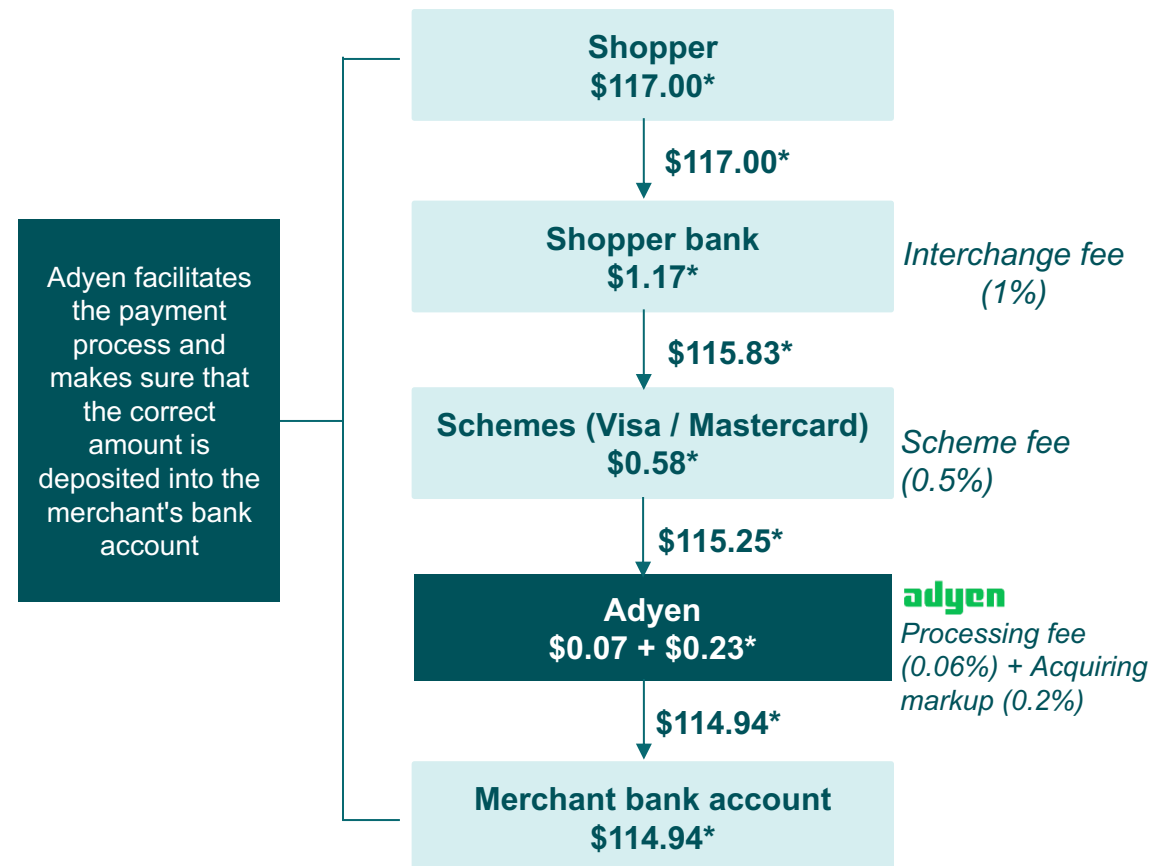 Shopper
$117.00*
$117.00*
Shopper bank
$1.17*
Interchange fee
(1%)
$115.83*
Adyen facilitates
the payment
process and
makes sure that
the correct
amount is
deposited into the
merchant's bank
account
Schemes (Visa / Mastercard)
$0.58*
Scheme fee
(0.5%)
$115.25*
Adyen
$0.07 + $0.23*
adyen
Processing fee
(0.06%) + Acquiring
markup (0.2%)
$114.94*
Merchant bank account
$114.94*